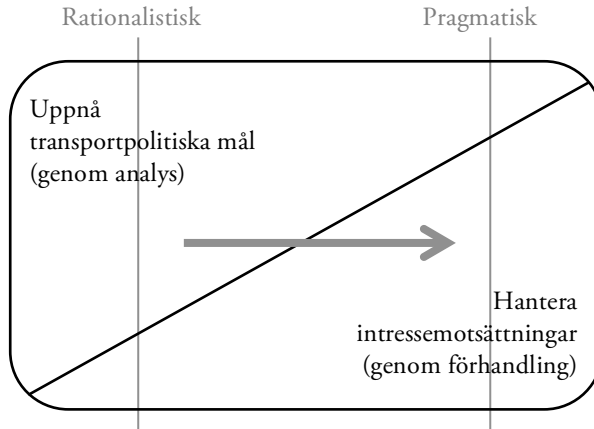 Rationalistisk
Pragmatisk
Uppnå
transportpolitiska mål
(genom analys)
Hantera
intressemotsättningar
(genom förhandling)